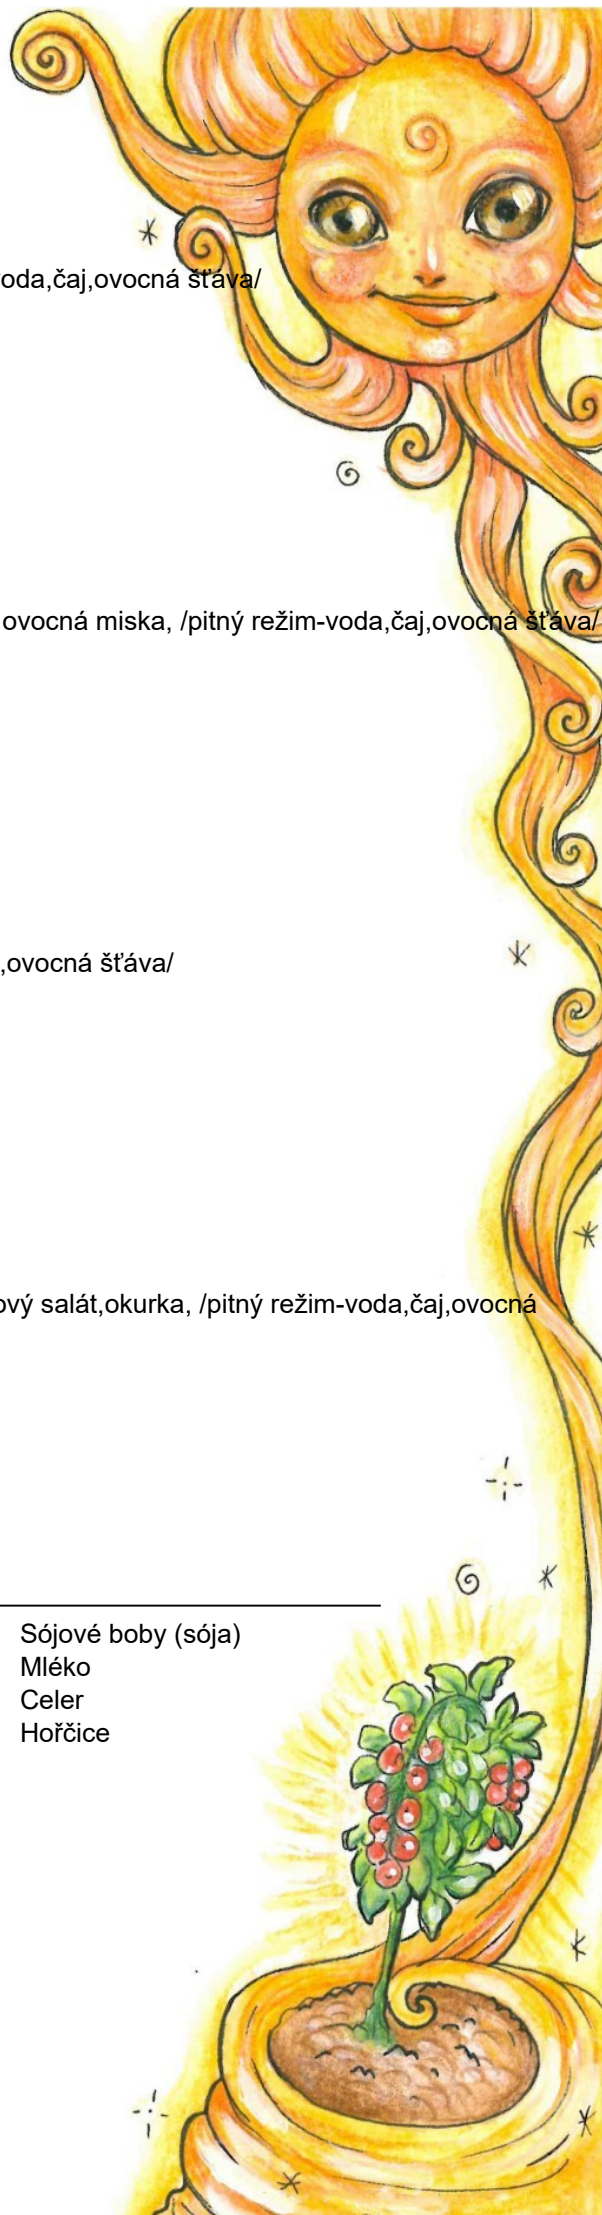 oda,čaj,ovocná šťáva/
ovocná miska, /pitný režim-voda,čaj,ovocná šťáva/
,ovocná šťáva/
ový salát,okurka, /pitný režim-voda,čaj,ovocná
Sójové boby (sója)
Mléko
Celer
Hořčice